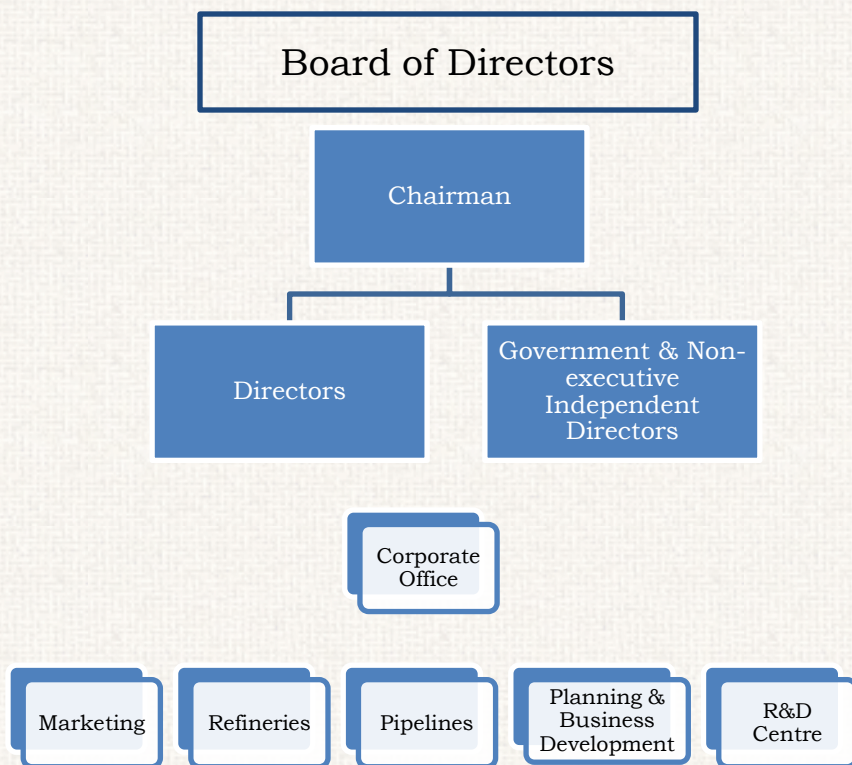 Board of Directors
Chairman
Directors
Government & Non-
executive
Independent
Directors
Corporate
Office
Marketing
Refineries
Pipelines
Planning &
Business
Development
R&D
Centre